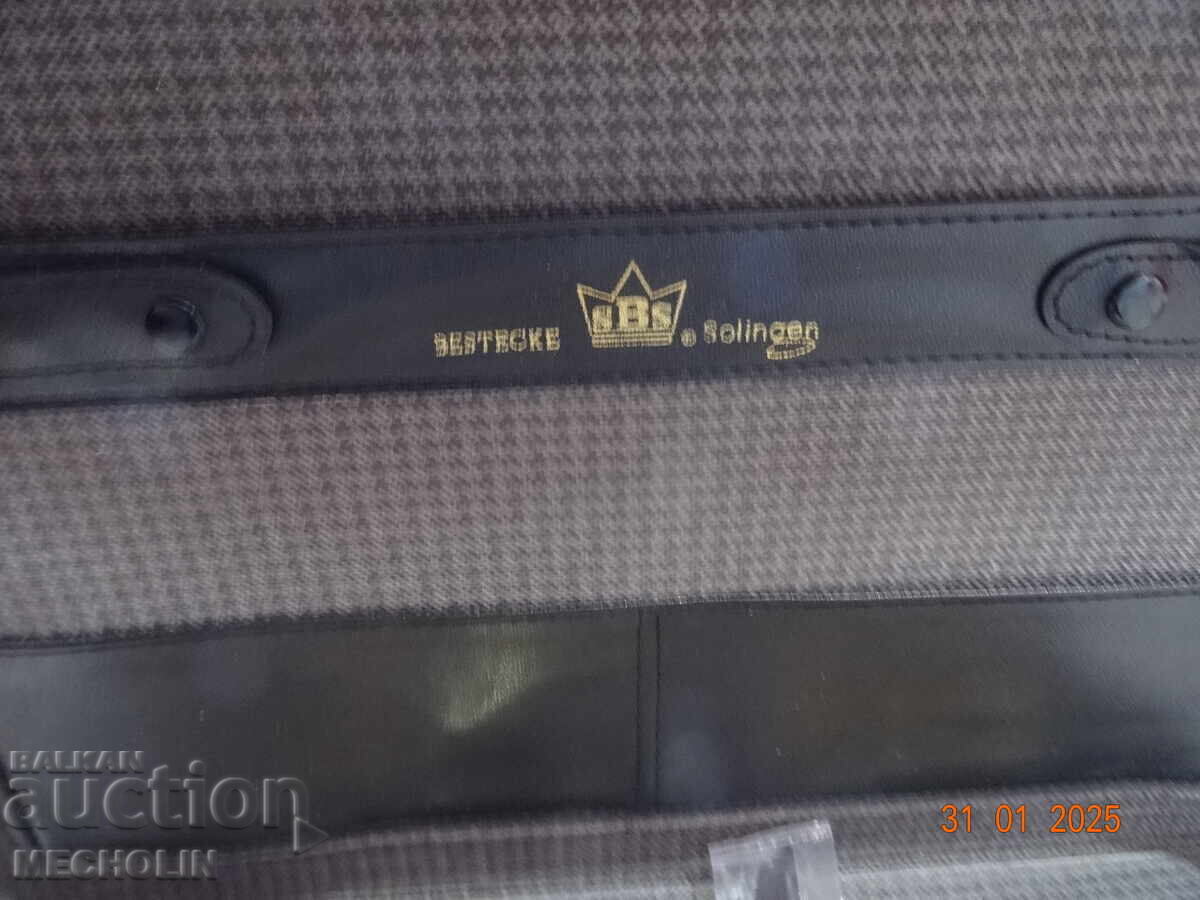 BESTECKE SBS ® Solingen
BALKAN
auction
MECHOLIN
31 01 2025